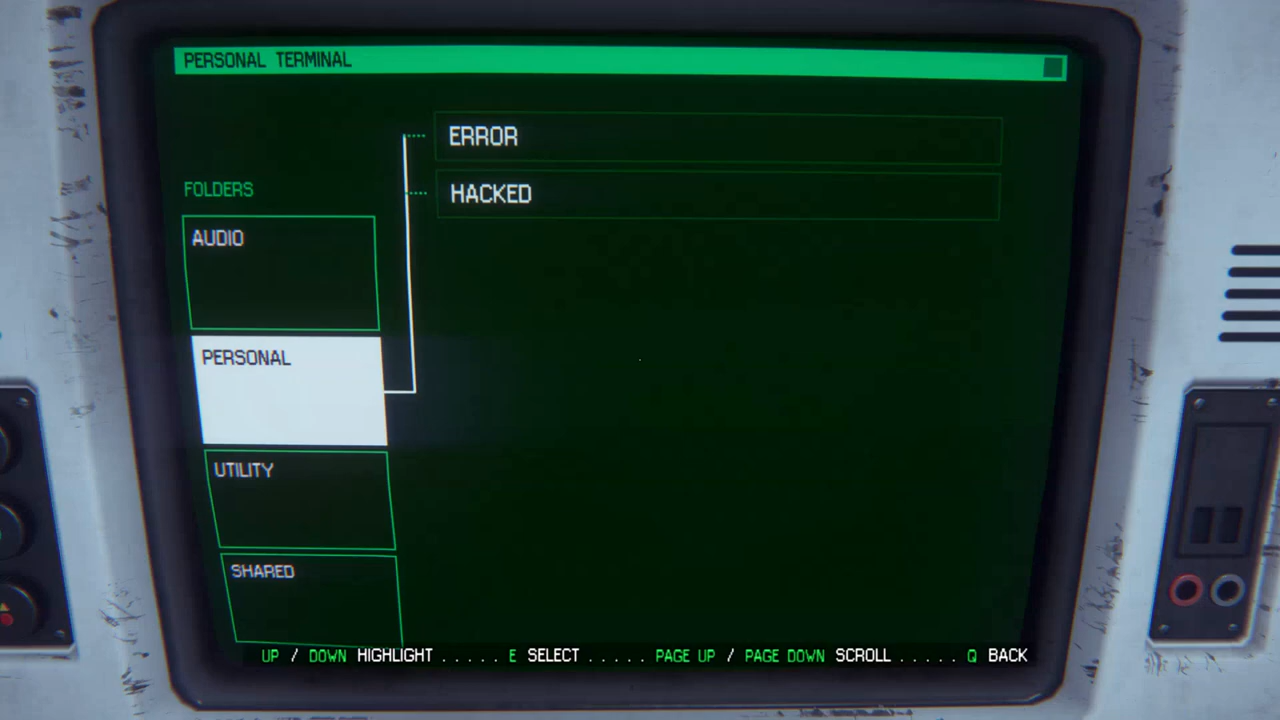 PERSONAL TERMINAL
FOLDERS
AUDIO
PERSONAL
UTILITY
SHARED
ERROR
HACKED
UP / DOWN HIGHLIGHT ..... E SELECT ..... PAGE UP / PAGE DOWN SCROLL ..... Q BACK